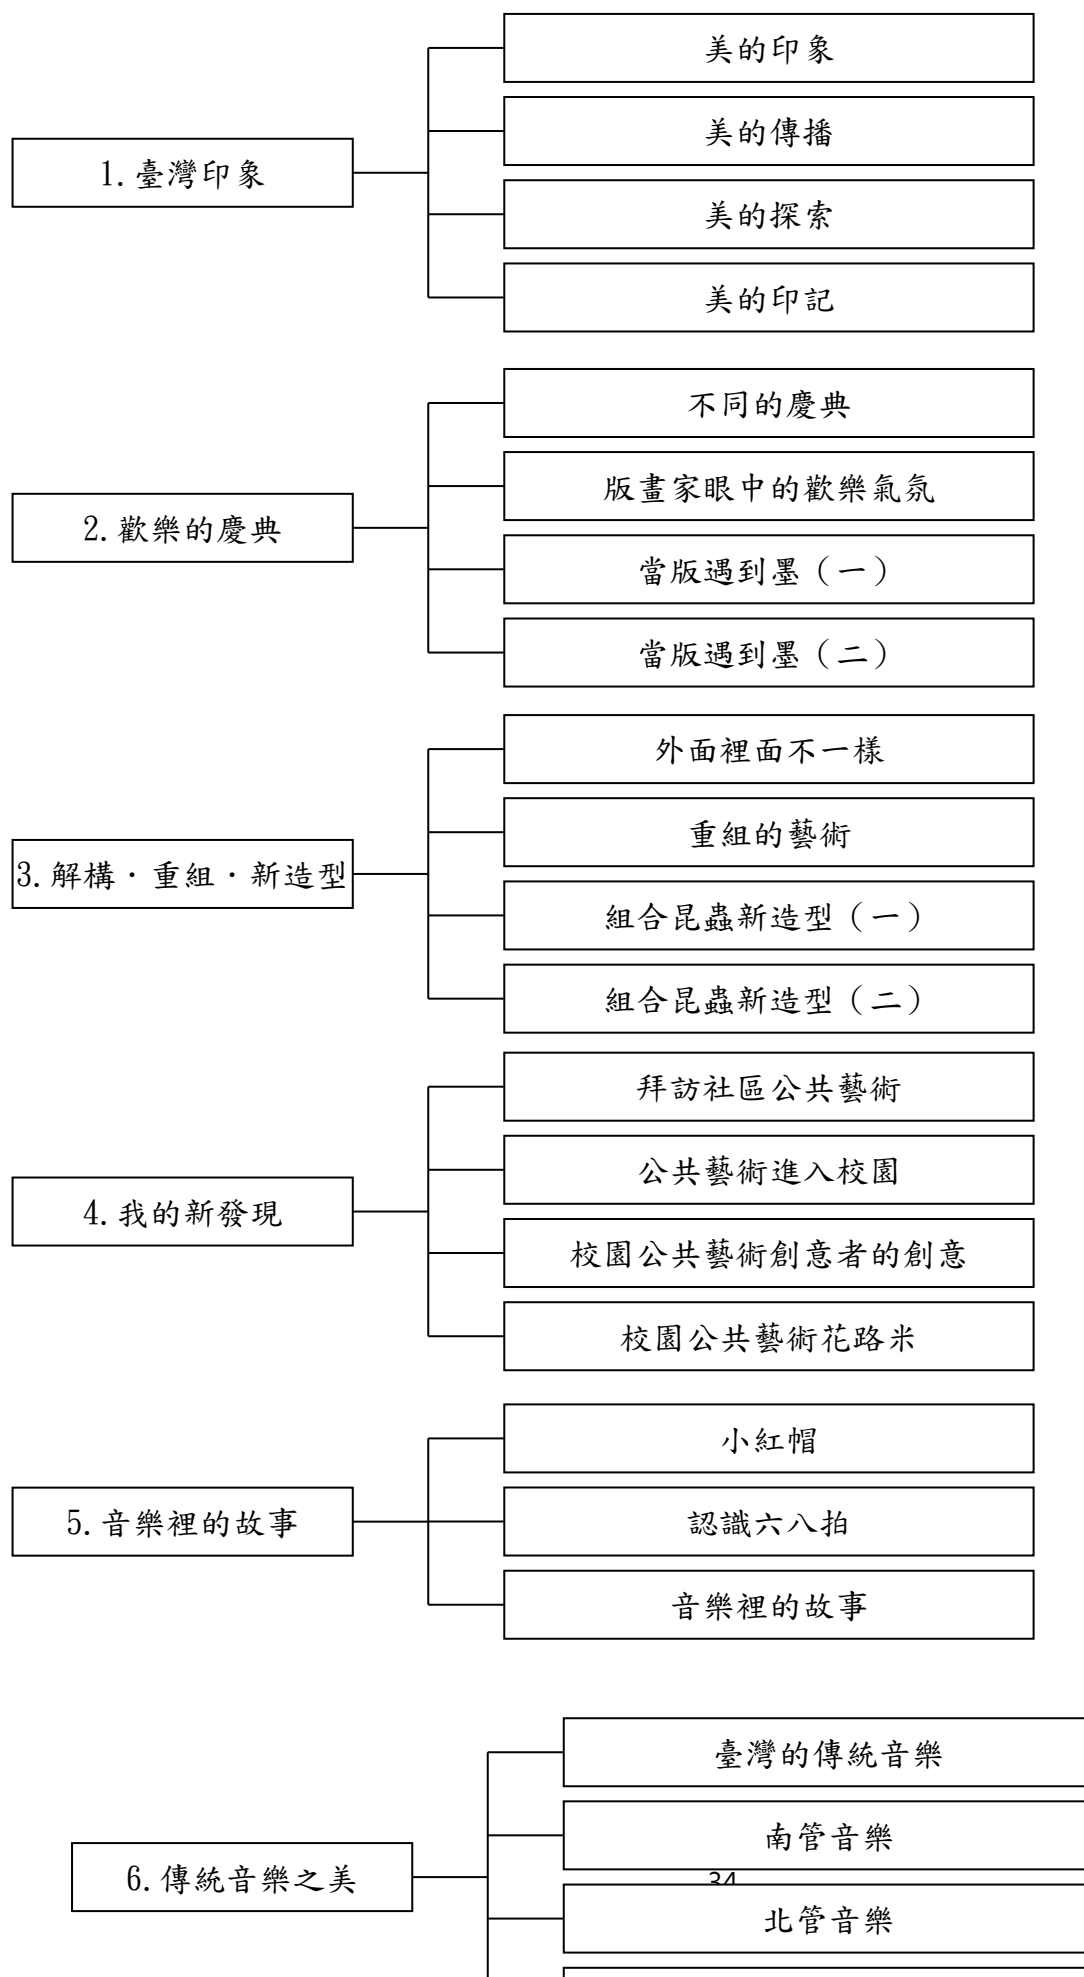 1.臺灣印象
美的印象
美的傳播
美的探索
美的印記
2.歡樂的慶典
不同的慶典
版畫家眼中的歡樂氣氛
當版遇到墨（一）
當版遇到墨（二）
3.解構・重組・新造型
外面裡面不一樣
重組的藝術
組合昆蟲新造型（一）
組合昆蟲新造型（二）
4.我的新發現
拜訪社區公共藝術
公共藝術進入校園
校園公共藝術創意者的創意
校園公共藝術花路米
5.音樂裡的故事
小紅帽
認識六八拍
音樂裡的故事
6.傳統音樂之美
臺灣的傳統音樂
南管音樂
34
北管音樂